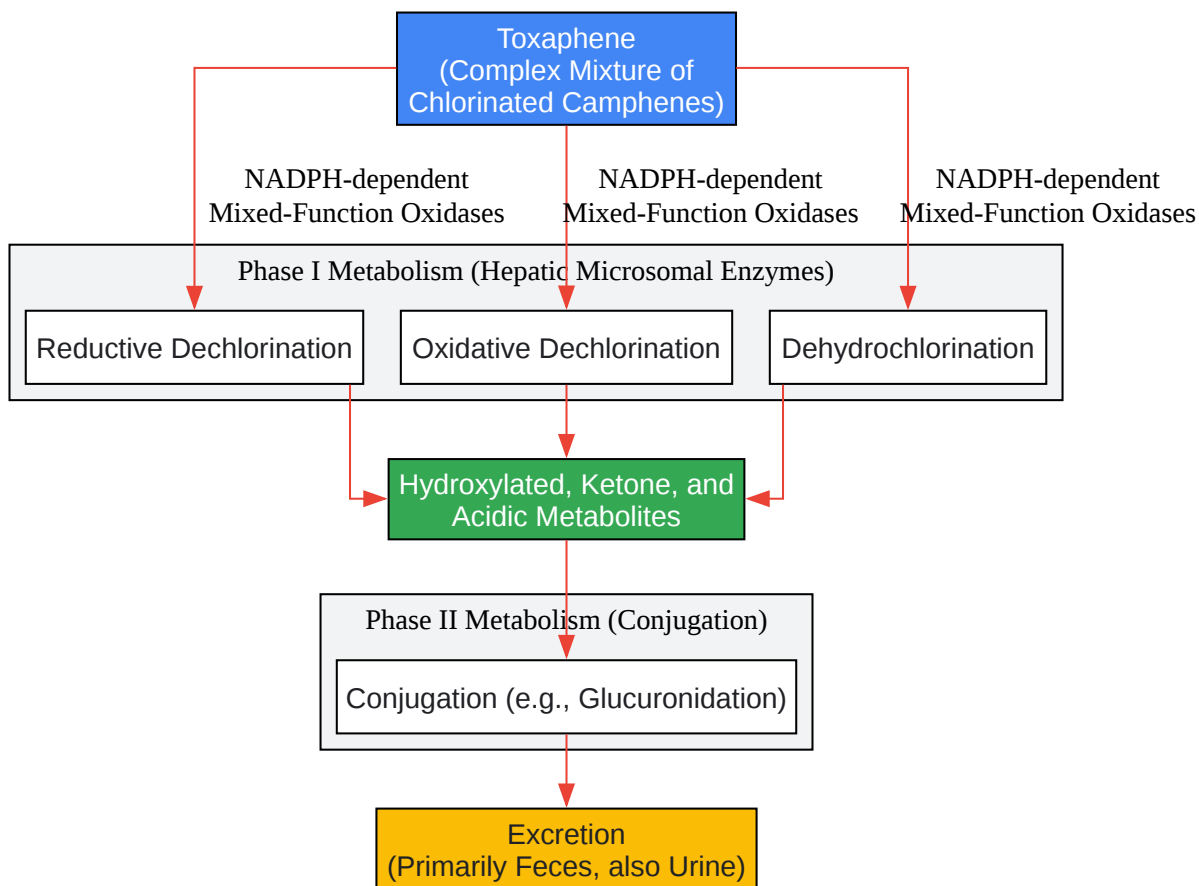 Toxaphene
(Complex Mixture of
Chlorinated Camphenes)
NADPH-dependent
Mixed-Function Oxidases
NADPH-dependent
Mixed-Function Oxidases
NADPH-dependent
Mixed-Function Oxidases
Phase I Metabolism (Hepatic Microsomal Enzymes)
Reductive Dechlorination
Oxidative Dechlorination
Dehydrochlorination
Hydroxylated, Ketone, and
Acidic Metabolites
Phase II Metabolism (Conjugation)
Conjugation (e.g., Glucuronidation)
Excretion
(Primarily Feces, also Urine)